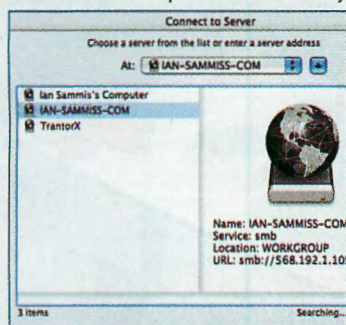 Connect to Server
Choose a server from the list or enter a server address
At: IAN-SAMMISS-COM
Ian Sammis's Computer
IAN-SAMMISS-COM
TrantorX
Name: IAN-SAMMISS-COM
Service: smb
Location: WORKGROUP
URL: smb://568.192.1.105
3 items
Searching...